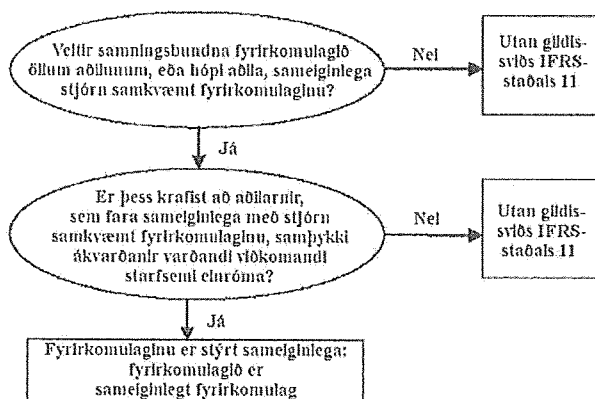 Veltir samningsbundna fyrirkomulagið
öllum aðilunum, eða hópi aðila, sameiginlega
stjórn samkvæmt fyrirkomulaginu?
Nei
Utan gildis-
sviðs IFRS-
staðals 11
Já
Er þess krafist að aðilarnir,
sem fara sameiginlega með stjórn
samkvæmt fyrirkomulaginu, samþykki
ákvarðanir varðandi viðkomandi
starfsemi einróma?
Nei
Utan gildis-
sviðs IFRS-
staðals 11
Já
Fyrirkomulaginu er stýrt sameiginlega:
fyrirkomulagið er
sameiginlegt fyrirkomulag